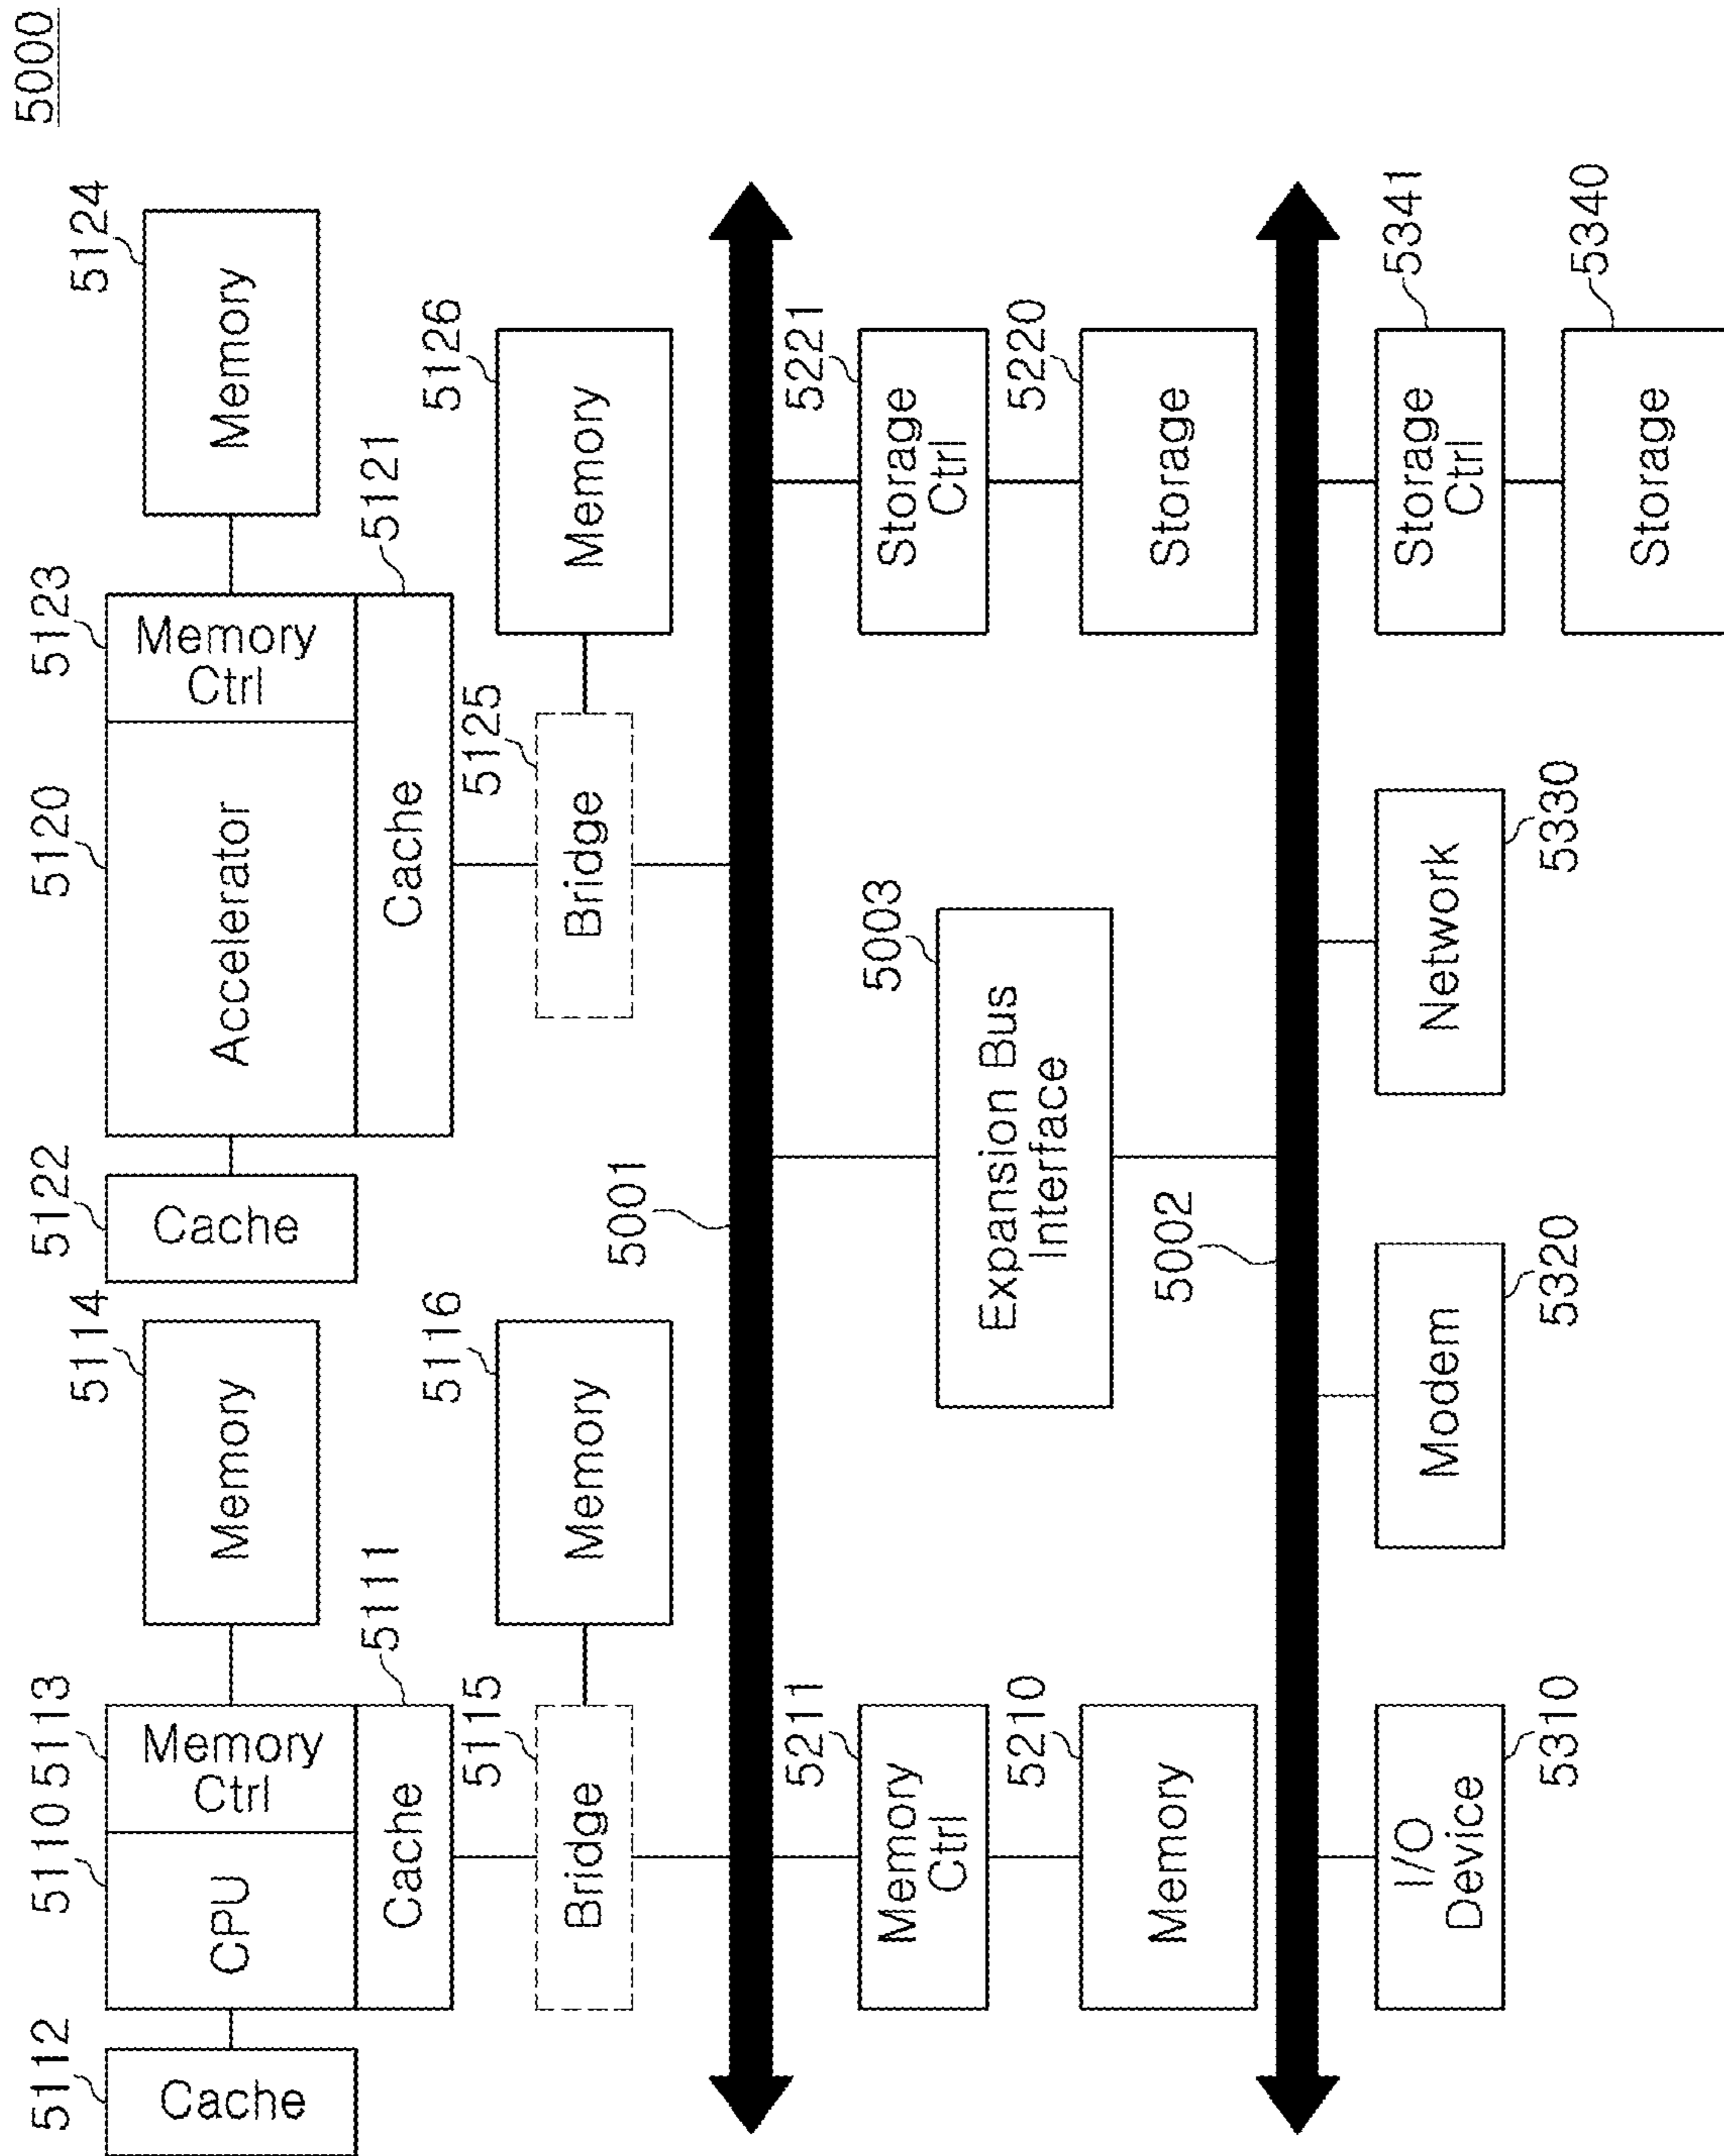 5000
5112
5110
5113
5114
5122
5120
5123
5124
Cache
CPU
Memory
Ctrl
Memory
Cache
Accelerator
Memory
Ctrl
Memory
Cache
5111
Cache
5121
5115
5116
5125
5126
Bridge
Memory
Bridge
Memory
5001
5211
Memory
Ctrl
5003
Expansion Bus
Interface
5221
Storage
Ctrl
5210
Memory
5220
Storage
5002
I/O
Device
Modem
Network
Storage
Ctrl
5341
5310
5320
5330
Storage
5340